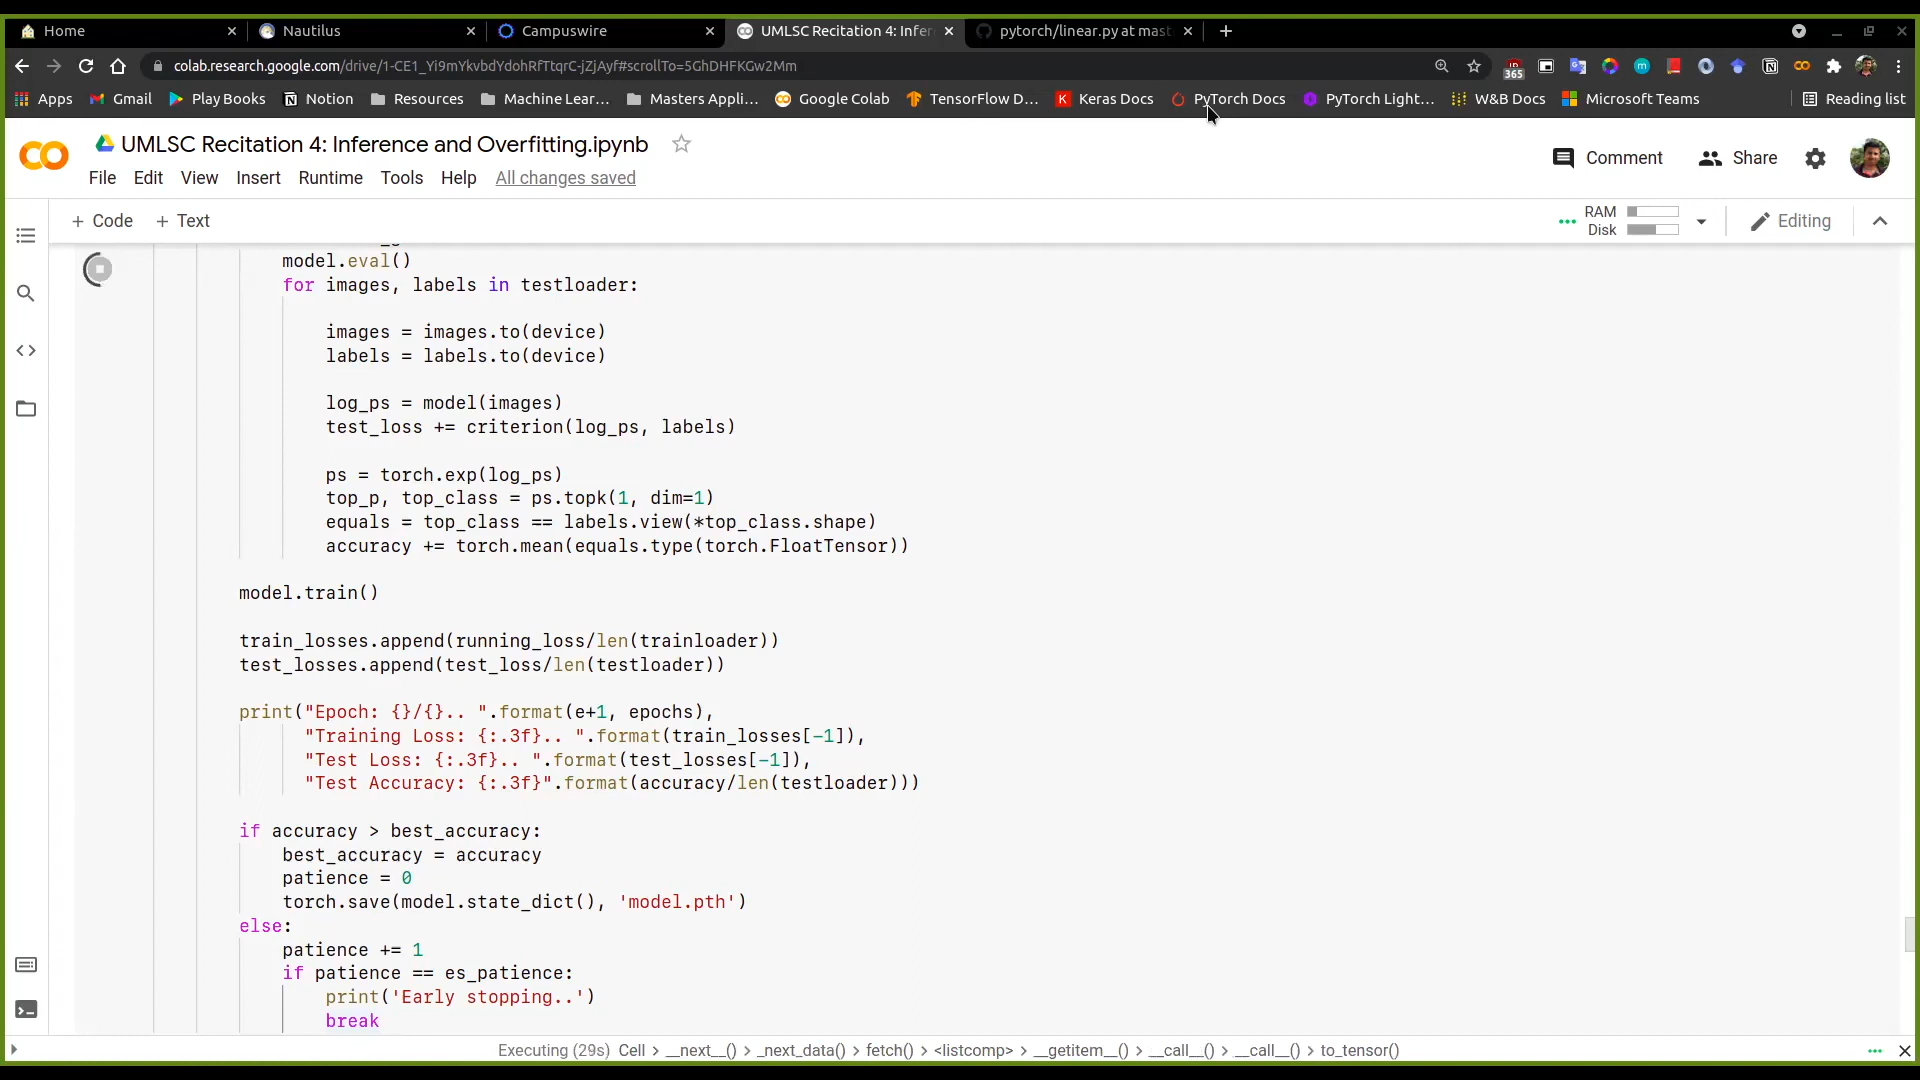 Home
Nautilus
Campuswire
UMLSC Recitation 4: Infer
pytorch/linear.py at mast
colab.research.google.com/drive/1-CE1_Yi9mYkvbdYdohRfTtqrC-jZjAyf#scrollTo=5GhDHFKGw2Mm
365
Apps
Gmail
Play Books
Notion
Resources
Machine Lear...
Masters Appli...
Google Colab
TensorFlow D...
Keras Docs
PyTorch Docs
PyTorch Light...
W&B Docs
Microsoft Teams
Reading list
UMLSC Recitation 4: Inference and Overfitting.ipynb
Comment
Share
File Edit View Insert Runtime Tools Help All changes saved
+ Code + Text
RAM
Disk
Editing
model.eval()
for images, labels in testloader:
images = images.to(device)
labels = labels.to(device)
log_ps = model(images)
test_loss += criterion(log_ps, labels)
ps = torch.exp(log_ps)
top_p, top_class = ps.topk(1, dim=1)
equals = top_class == labels.view(*top_class.shape)
accuracy += torch.mean(equals.type(torch.FloatTensor))
model.train()
train_losses.append(running_loss/len(trainloader))
test_losses.append(test_loss/len(testloader))
print("Epoch: {}/{}.. ".format(e+1, epochs),
"Training Loss: {:.3f}.. ".format(train_losses[-1]),
"Test Loss: {:.3f}.. ".format(test_losses[-1]),
"Test Accuracy: {:.3f}".format(accuracy/len(testloader)))
if accuracy > best_accuracy:
best_accuracy = accuracy
patience = 0
torch.save(model.state_dict(), 'model.pth')
else:
patience += 1
if patience == es_patience:
print('Early stopping..')
break
Executing (29s) Cell > __next__() > _next_data() > fetch() > <listcomp> > __getitem__() > __call__() > __call__() > to_tensor()